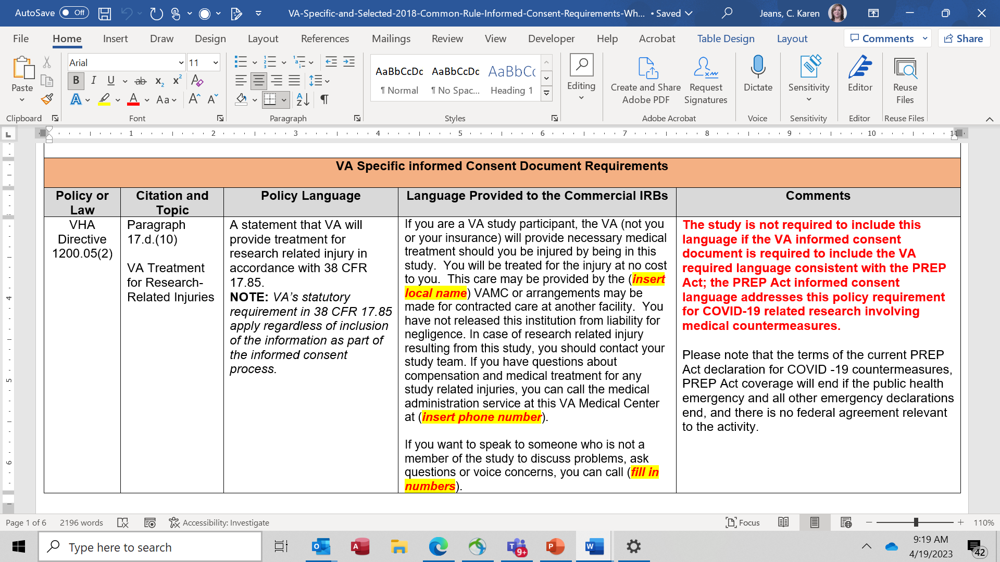 AutoSave Off VA-Specific-and-Selected-2018-Common-Rule-Informed-Consent-Requirements-Wh... • Saved Jeans, C. Karen
File Home Insert Draw Design Layout References Mailings Review View Developer Help Acrobat Table Design Layout Comments Share
Paste
Clipboard
Arial 11
B I U ab x₂ x²
A A Aa A A
Font
Paragraph
AaBbCcDc AaBbCcDc AaBbCc
¶ Normal ¶ No Spac... Heading 1
Styles
Editing
Create and Share
Adobe PDF
Request
Signatures
Adobe Acrobat
Dictate
Voice
Sensitivity
Sensitivity
Editor
Editor
Reuse
Files
Reuse Files
1 2 3 4 5 6 7 8 9 10 11
VA Specific informed Consent Document Requirements
Policy or
Law
Citation and
Topic
Policy Language
Language Provided to the Commercial IRBs
Comments
VHA
Directive
1200.05(2)
Paragraph
17.d.(10)
VA Treatment
for Research-
Related Injuries
A statement that VA will
provide treatment for
research related injury in
accordance with 38 CFR
17.85.
NOTE: VA’s statutory
requirement in 38 CFR 17.85
apply regardless of inclusion
of the information as part of
the informed consent
process.
If you are a VA study participant, the VA (not you
or your insurance) will provide necessary medical
treatment should you be injured by being in this
study.  You will be treated for the injury at no cost
to you.  This care may be provided by the (insert
local name) VAMC or arrangements may be
made for contracted care at another facility.  You
have not released this institution from liability for
negligence. In case of research related injury
resulting from this study, you should contact your
study team. If you have questions about
compensation and medical treatment for any
study related injuries, you can call the medical
administration service at this VA Medical Center
at (insert phone number).
If you want to speak to someone who is not a
member of the study to discuss problems, ask
questions or voice concerns, you can call (fill in
numbers).
The study is not required to include this
language if the VA informed consent
document is required to include the VA
required language consistent with the PREP
Act; the PREP Act informed consent
language addresses this policy requirement
for COVID-19 related research involving
medical countermeasures.
Please note that the terms of the current PREP
Act declaration for COVID -19 countermeasures,
PREP Act coverage will end if the public health
emergency and all other emergency declarations
end, and there is no federal agreement relevant
to the activity.
4
5
6
Page 1 of 6 2196 words Accessibility: Investigate Focus 110%
Type here to search
9+
9:19 AM
4/19/2023
42